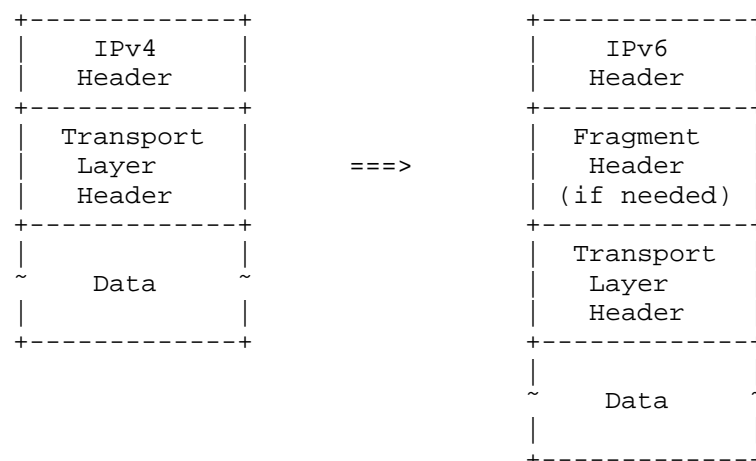 IPv4
Header
Transport
Layer
Header
Data
===>
IPv6
Header
Fragment
Header
(if needed)
Transport
Layer
Header
Data